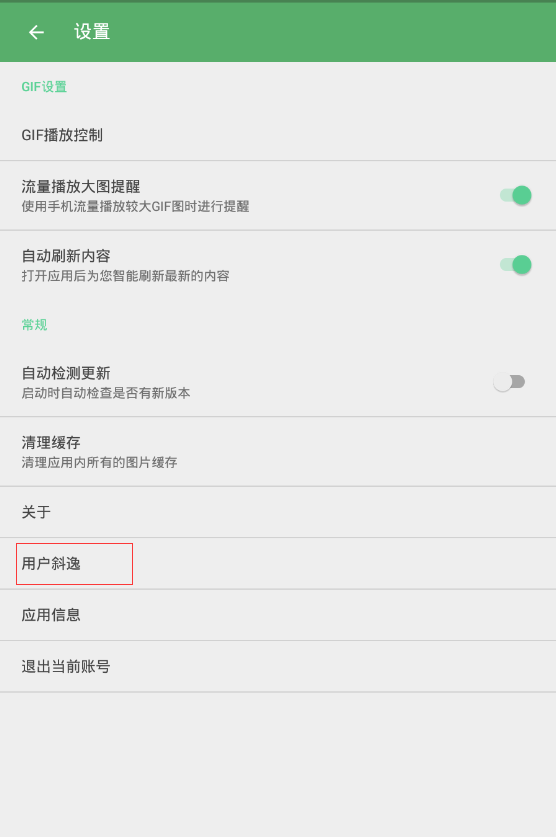 设置
GIF设置
GIF播放控制
流量播放大图提醒
使用手机流量播放较大GIF图时进行提醒
自动刷新内容
打开应用后为您智能刷新最新的内容
常规
自动检测更新
启动时自动检查是否有新版本
清理缓存
清理应用内所有的图片缓存
关于
用户斜逸
应用信息
退出当前账号